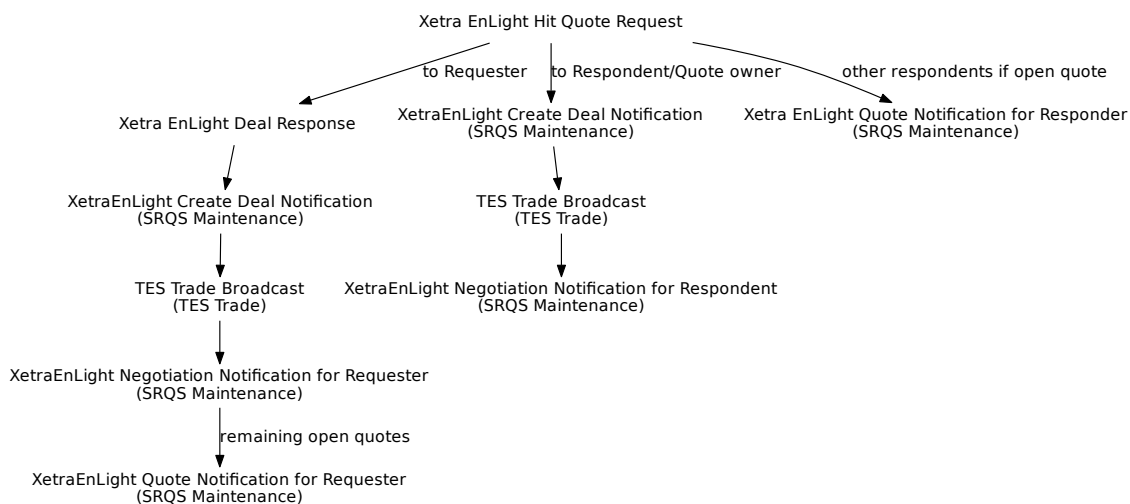 Xetra EnLight Hit Quote Request
to Requester
to Respondent/Quote owner
other respondents if open quote
Xetra EnLight Deal Response
XetraEnLight Create Deal Notification
(SRQS Maintenance)
Xetra EnLight Quote Notification for Responder
(SRQS Maintenance)
XetraEnLight Create Deal Notification
(SRQS Maintenance)
TES Trade Broadcast
(TES Trade)
TES Trade Broadcast
(TES Trade)
XetraEnLight Negotiation Notification for Respondent
(SRQS Maintenance)
XetraEnLight Negotiation Notification for Requester
(SRQS Maintenance)
remaining open quotes
XetraEnLight Quote Notification for Requester
(SRQS Maintenance)